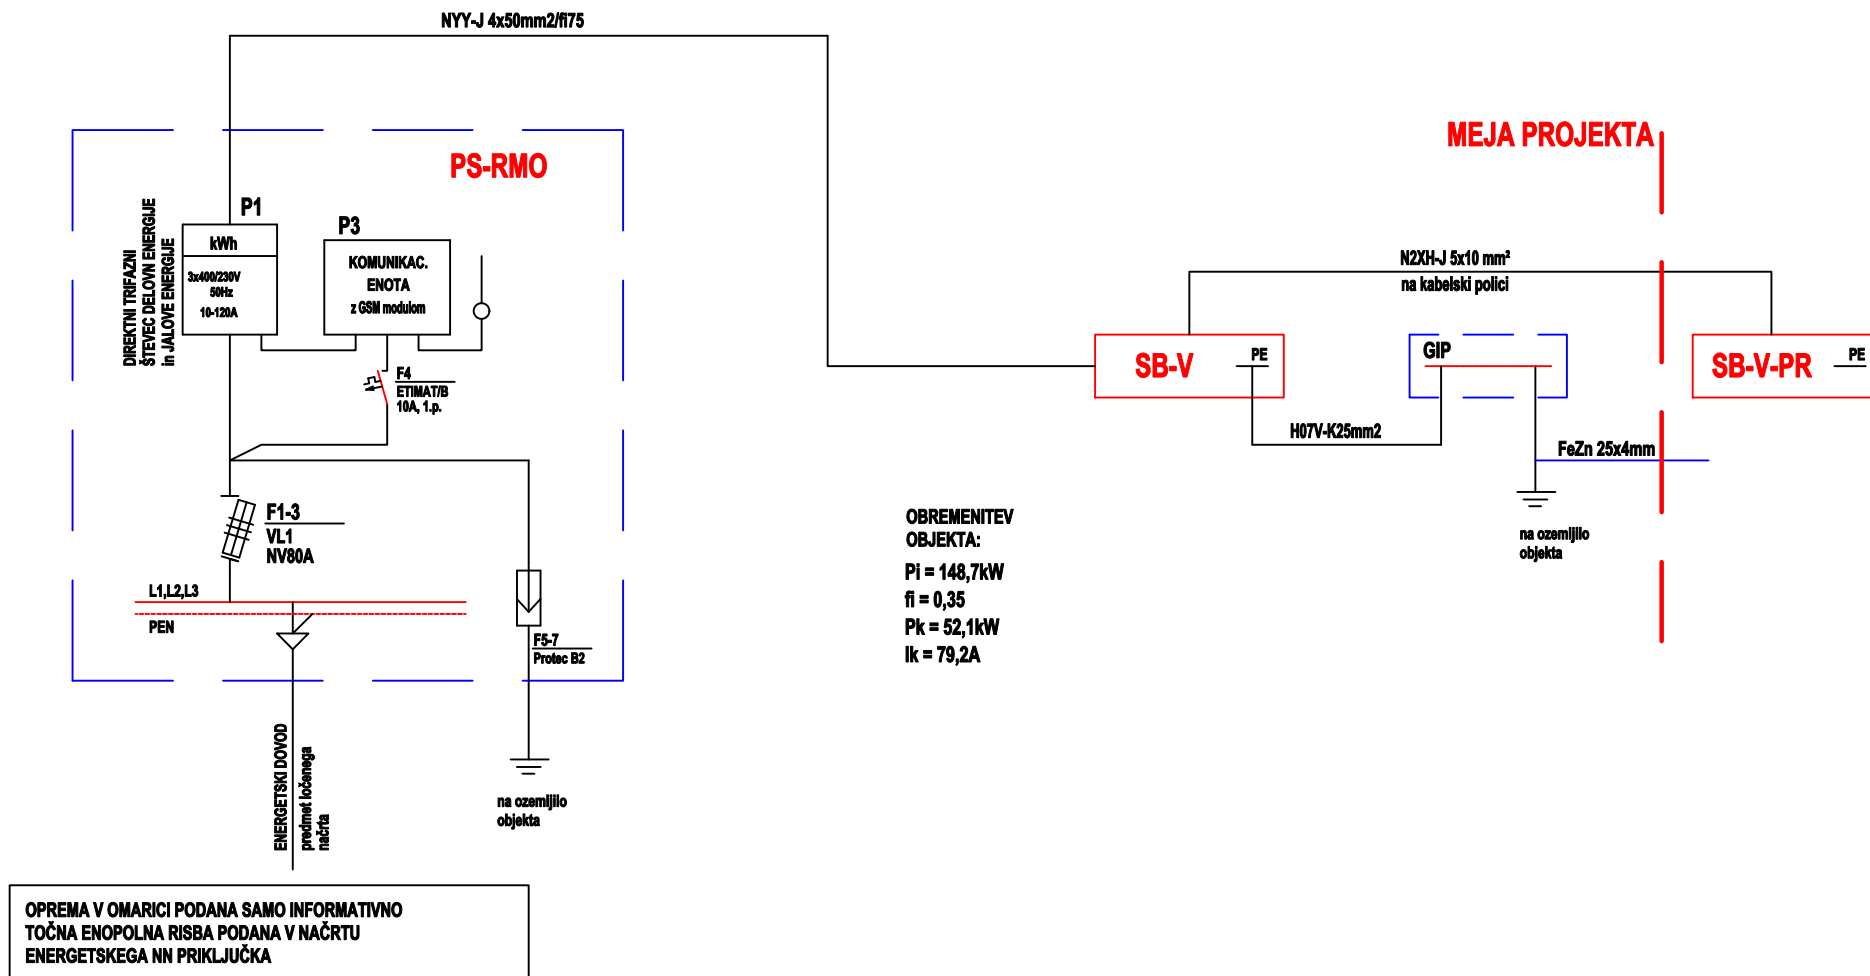 NYY-J 4x50mm2/fi75
PS-RMO
MEJA PROJEKTA
P1
kWh
3x400/230V
50Hz
10-120A
DIREKTNI TRIFAZNI
ŠTEVEC DELOVN ENERGIJE
in JALOVE ENERGIJE
P3
KOMUNIKAC.
ENOTA
z GSM modulom
F4
ETIMAT/B
10A, 1.p.
F1-3
VL1
NV80A
L1,L2,L3
PEN
F5-7
Protec B2
ENERGETSKI DOVOD
predmet ločenega
načrta
na ozemljilo
objekta
N2XH-J 5x10 mm²
na kabelski polici
SB-V
PE
GIP
SB-V-PR
PE
H07V-K25mm2
FeZn 25x4mm
na ozemljilo
objekta
OBREMENITEV
OBJEKTA:
Pi = 148,7kW
fi = 0,35
Pk = 52,1kW
Ik = 79,2A
OPREMA V OMARICI PODANA SAMO INFORMATIVNO
TOČNA ENOPOLNA RISBA PODANA V NAČRTU
ENERGETSKEGA NN PRIKLJUČKA